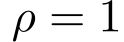 ρ = 1